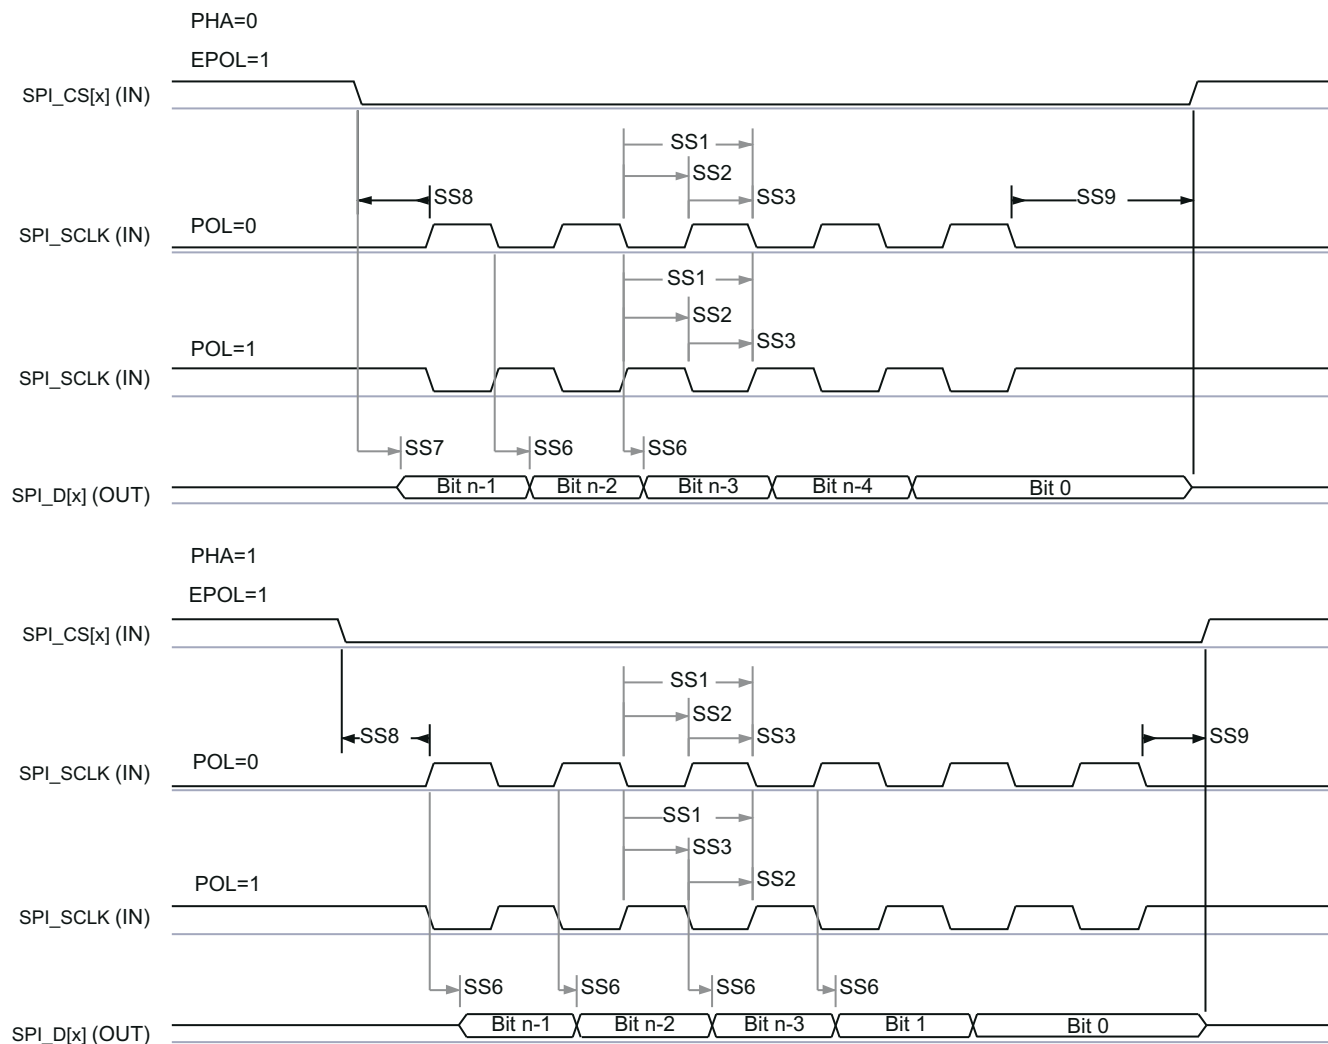 PHA=0
EPOL=1
SPI_CS[x] (IN)
SS1
SS2
SS8
SS3
SS9
POL=0
SPI_SCLK (IN)
SS1
SS2
SS3
POL=1
SPI_SCLK (IN)
SS7
SS6
SS6
SPI_D[x] (OUT)
Bit n-1
Bit n-2
Bit n-3
Bit n-4
Bit 0
PHA=1
EPOL=1
SPI_CS[x] (IN)
SS1
SS2
SS8
SS3
SS9
POL=0
SPI_SCLK (IN)
SS1
SS3
SS2
POL=1
SPI_SCLK (IN)
SS6
SS6
SS6
SS6
SPI_D[x] (OUT)
Bit n-1
Bit n-2
Bit n-3
Bit 1
Bit 0